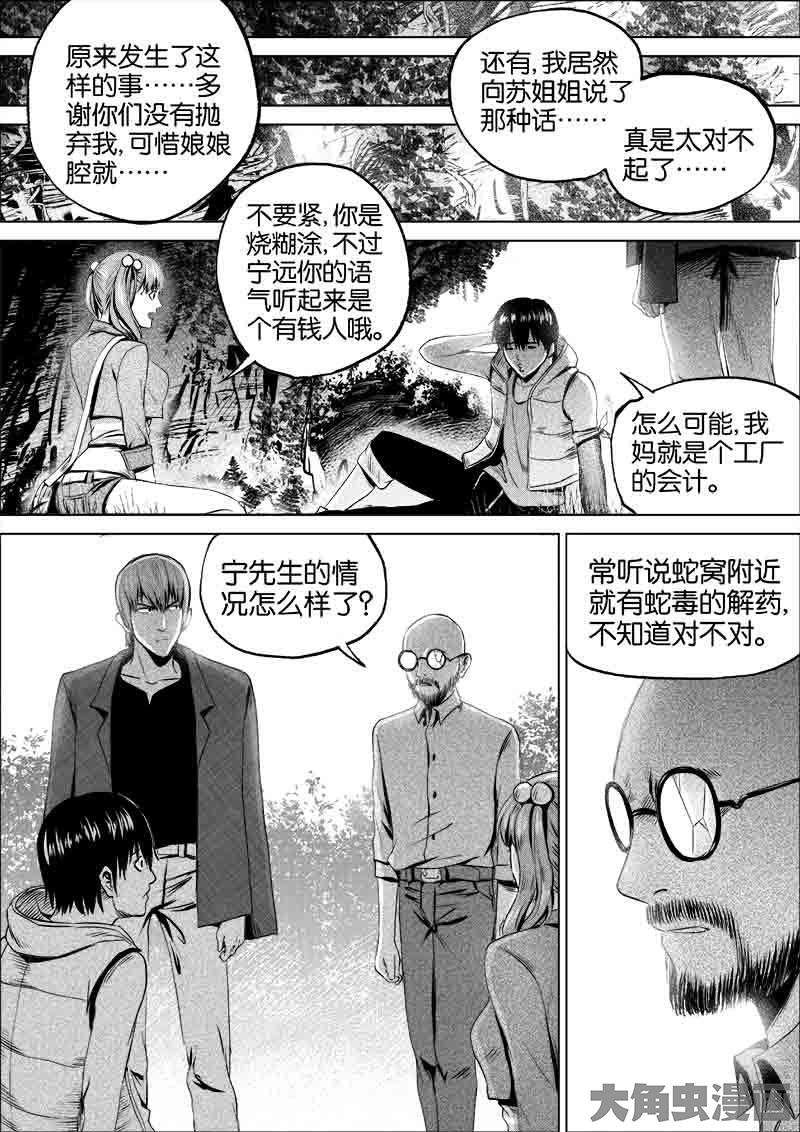 原来发生了这
样的事……多
谢你们没有抛
弃我,可惜娘娘
腔就……
还有,我居然
向苏姐姐说了
那种话……
真是太对不
起了……
不要紧,你是
烧糊涂,不过
宁远你的语
气听起来是
个有钱人哦。
怎么可能,我
妈就是个工厂
的会计。
宁先生的情
况怎么样了?
常听说蛇窝附近
就有蛇毒的解药,
不知道对不对。
大角虫漫画